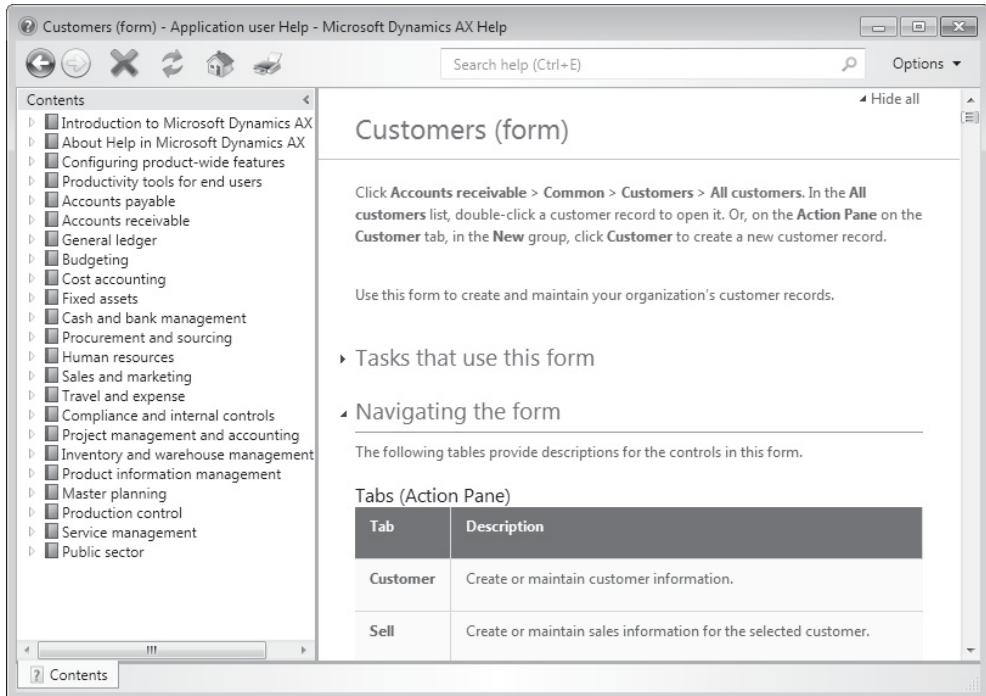 Customers (form) - Application user Help - Microsoft Dynamics AX Help
Search help (Ctrl+E)
Options
Contents
Introduction to Microsoft Dynamics AX
About Help in Microsoft Dynamics AX
Configuring product-wide features
Productivity tools for end users
Accounts payable
Accounts receivable
General ledger
Budgeting
Cost accounting
Fixed assets
Cash and bank management
Procurement and sourcing
Human resources
Sales and marketing
Travel and expense
Compliance and internal controls
Project management and accounting
Inventory and warehouse management
Product information management
Master planning
Production control
Service management
Public sector
Hide all
Customers (form)
Click Accounts receivable > Common > Customers > All customers. In the All
customers list, double-click a customer record to open it. Or, on the Action Pane on the
Customer tab, in the New group, click Customer to create a new customer record.
Use this form to create and maintain your organization's customer records.
Tasks that use this form
Navigating the form
The following tables provide descriptions for the controls in this form.
Tabs (Action Pane)
Tab Description
Customer Create or maintain customer information.
Sell Create or maintain sales information for the selected customer.
Contents